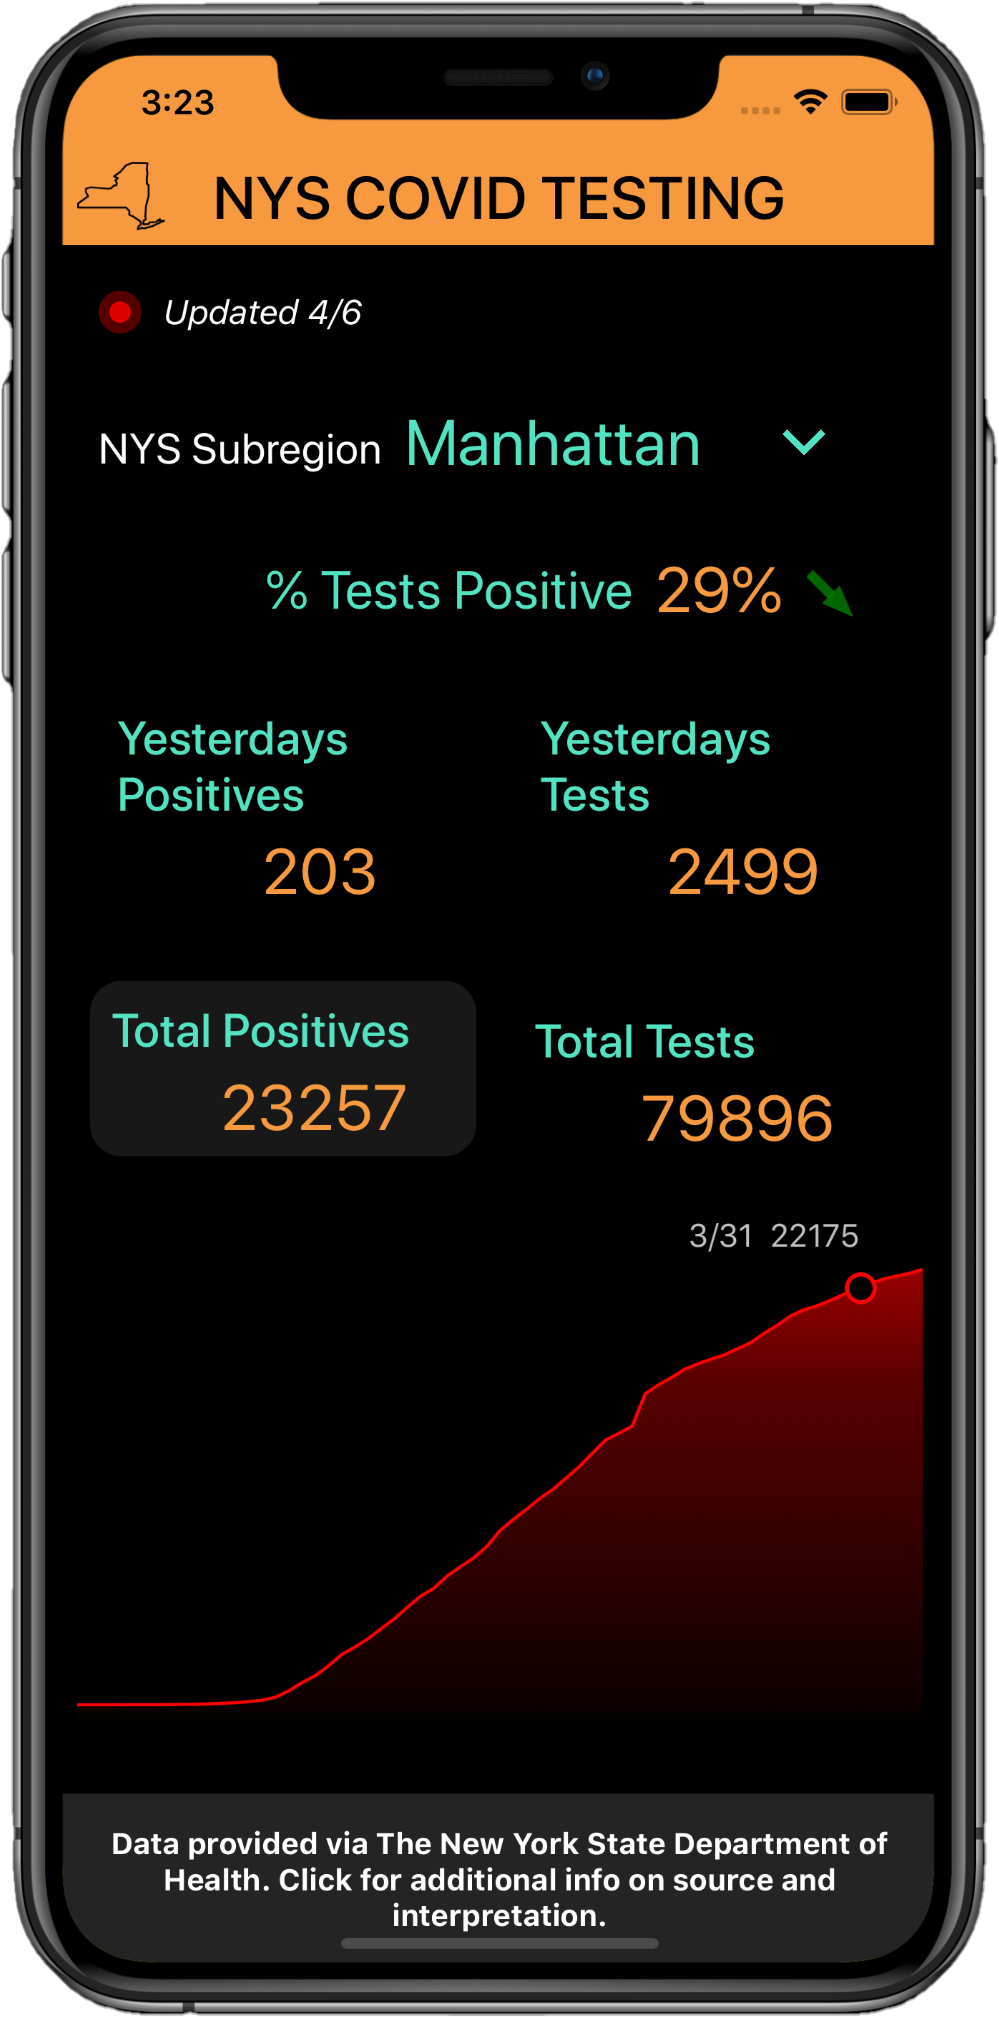 3:23
NYS COVID TESTING
Updated 4/6
NYS Subregion Manhattan
% Tests Positive 29%
Yesterdays
Positives
203
Yesterdays
Tests
2499
Total Positives
23257
Total Tests
79896
3/31 22175
Data provided via The New York State Department of
Health. Click for additional info on source and
interpretation.